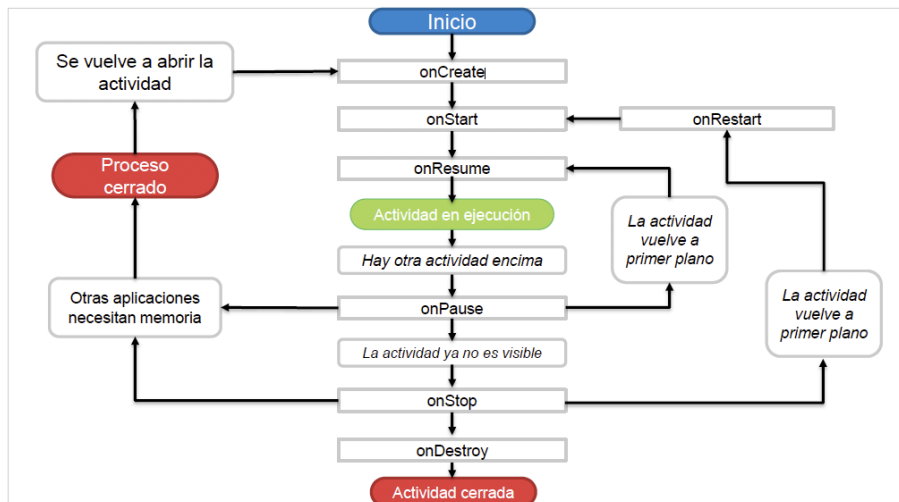 Inicio
Se vuelve a abrir la
actividad
onCreate
onStart
onRestart
Proceso
cerrado
onResume
Actividad en ejecución
La actividad
vuelve a
primer plano
Hay otra actividad encima
Otras aplicaciones
necesitan memoria
onPause
La actividad
vuelve a
primer plano
La actividad ya no es visible
onStop
onDestroy
Actividad cerrada